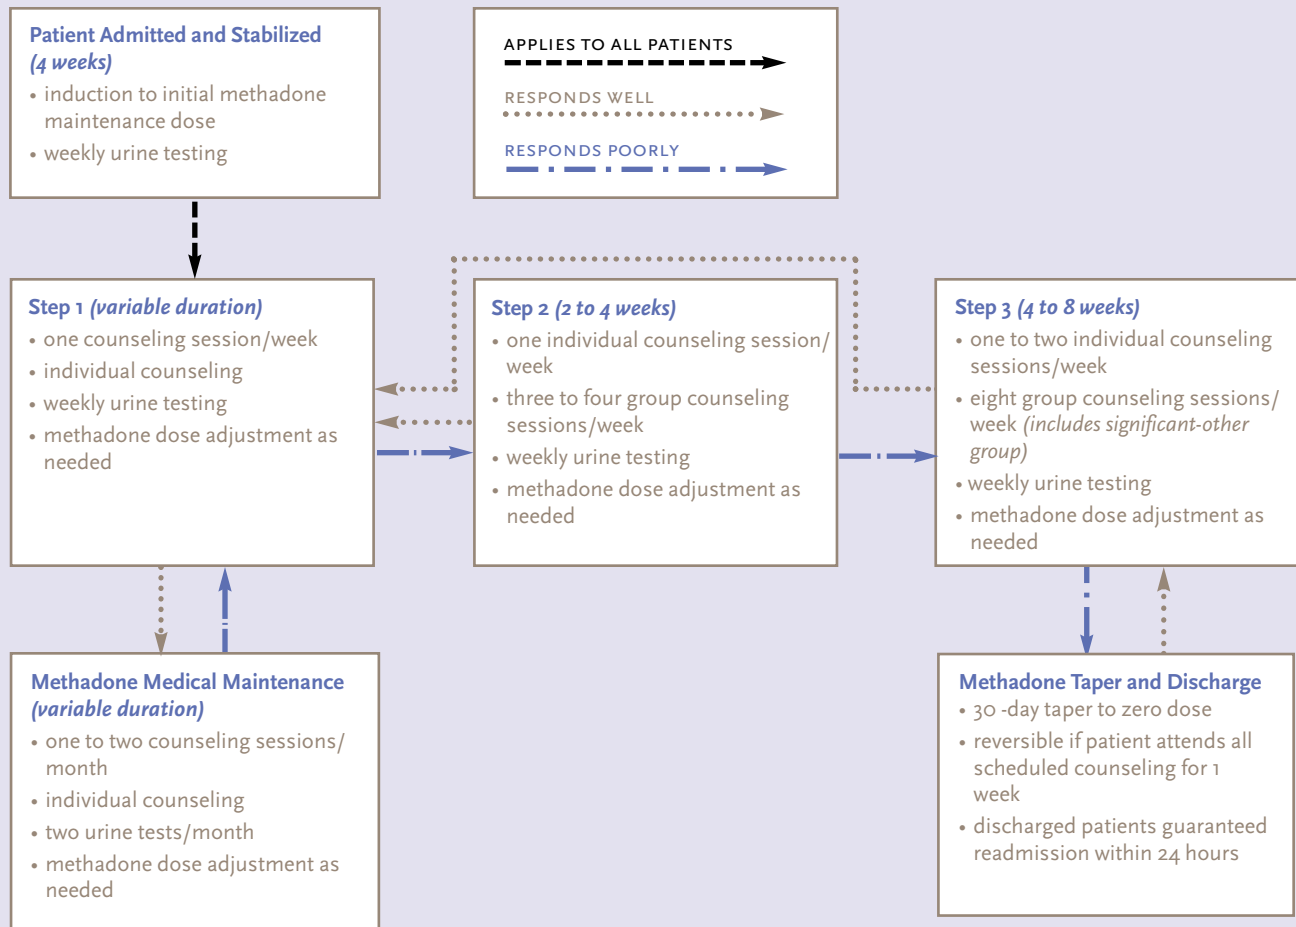 Patient Admitted and Stabilized
(4 weeks)
• induction to initial methadone
maintenance dose
• weekly urine testing
APPLIES TO ALL PATIENTS
RESPONDS WELL
RESPONDS POORLY
Step 1 (variable duration)
• one counseling session/week
• individual counseling
• weekly urine testing
• methadone dose adjustment as
needed
Step 2 (2 to 4 weeks)
• one individual counseling session/
week
• three to four group counseling
sessions/week
• weekly urine testing
• methadone dose adjustment as
needed
Step 3 (4 to 8 weeks)
• one to two individual counseling
sessions/week
• eight group counseling sessions/
week (includes significant-other
group)
• weekly urine testing
• methadone dose adjustment as
needed
Methadone Medical Maintenance
(variable duration)
• one to two counseling sessions/
month
• individual counseling
• two urine tests/month
• methadone dose adjustment as
needed
Methadone Taper and Discharge
• 30 -day taper to zero dose
• reversible if patient attends all
scheduled counseling for 1
week
• discharged patients guaranteed
readmission within 24 hours